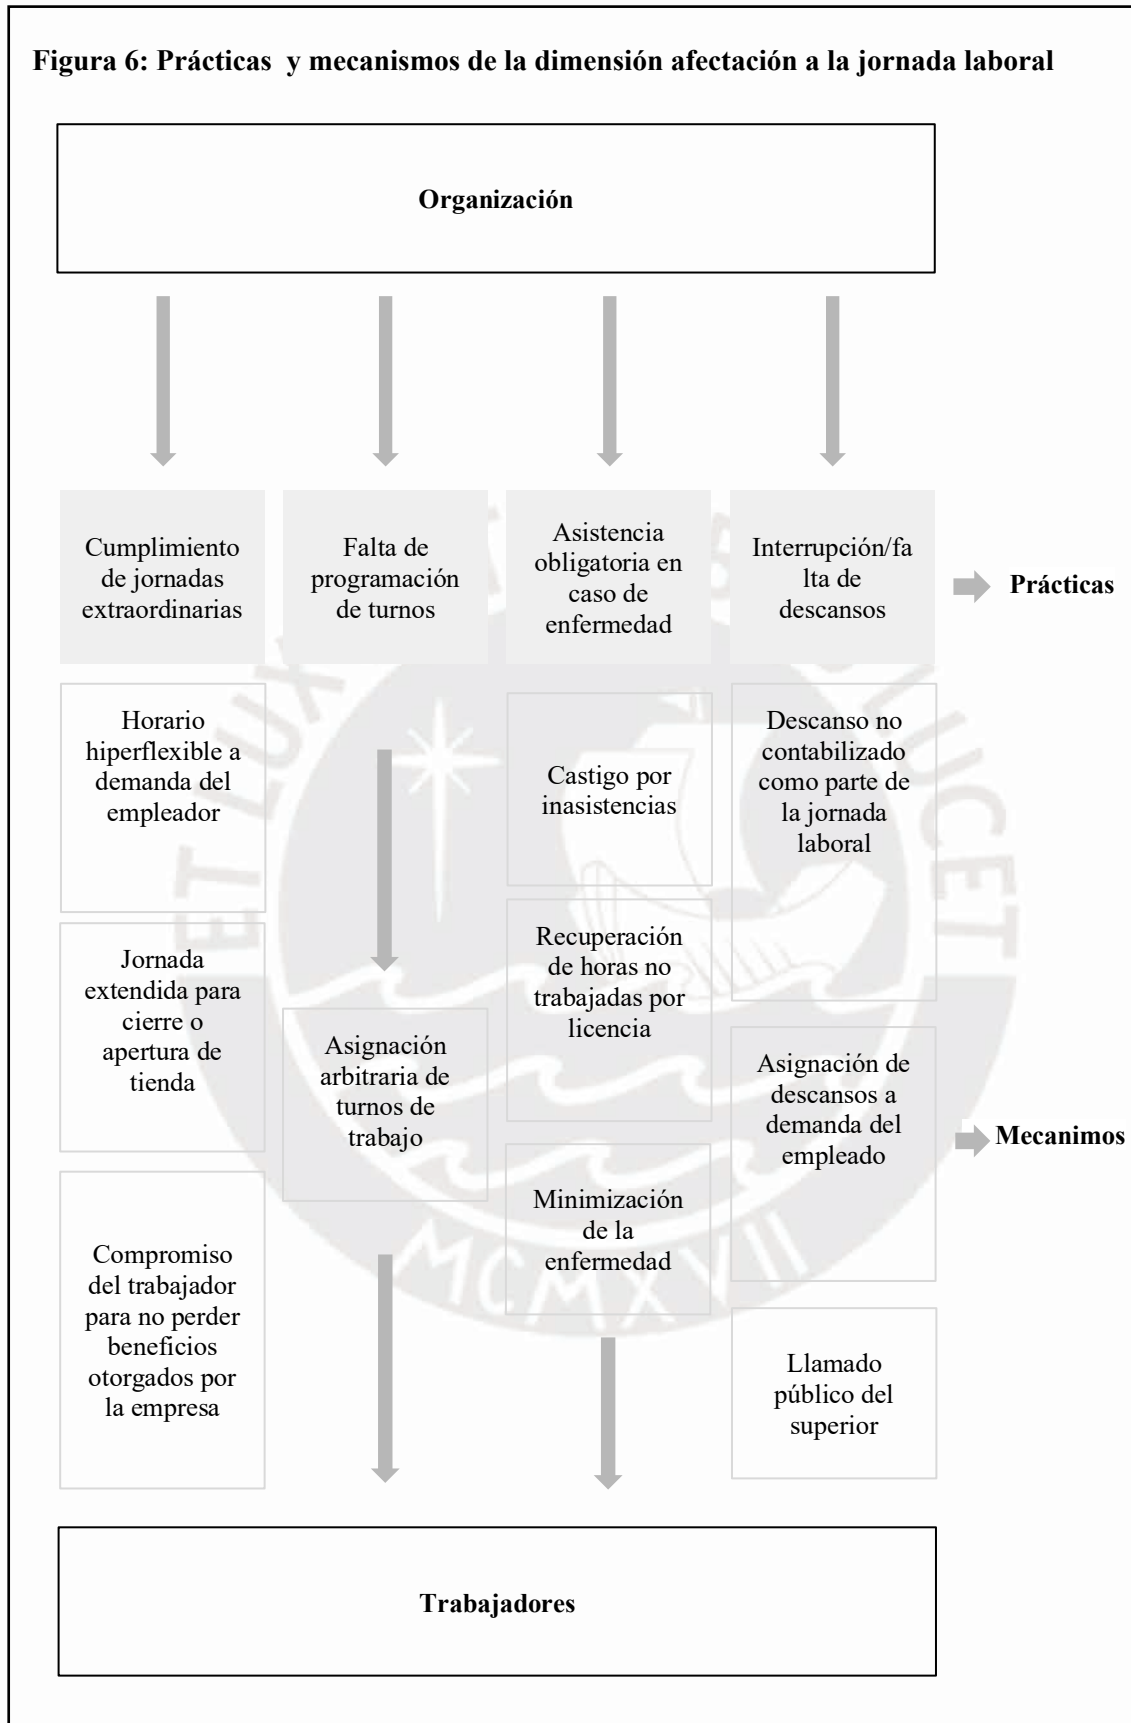 Figura 6: Prácticas y mecanismos de la dimensión afectación a la jornada laboral
Organización
Cumplimiento
de jornadas
extraordinarias
Falta de
programación
de turnos
Asistencia
obligatoria en
caso de
enfermedad
Interrupción/fa
lta de
descansos
Prácticas
Horario
hiperflexible a
demanda del
empleador
Jornada
extendida para
cierre o
apertura de
tienda
Compromiso
del trabajador
para no perder
beneficios
otorgados por
la empresa
Asignación
arbitraria de
turnos de
trabajo
Castigo por
inasistencias
Recuperación
de horas no
trabajadas por
licencia
Minimización
de la
enfermedad
Descanso no
contabilizado
como parte de
la jornada
laboral
Asignación de
descansos a
demanda del
empleado
Llamado
público del
superior
Mecanimos
Trabajadores
ET LUX
LUCET
MCMXVII